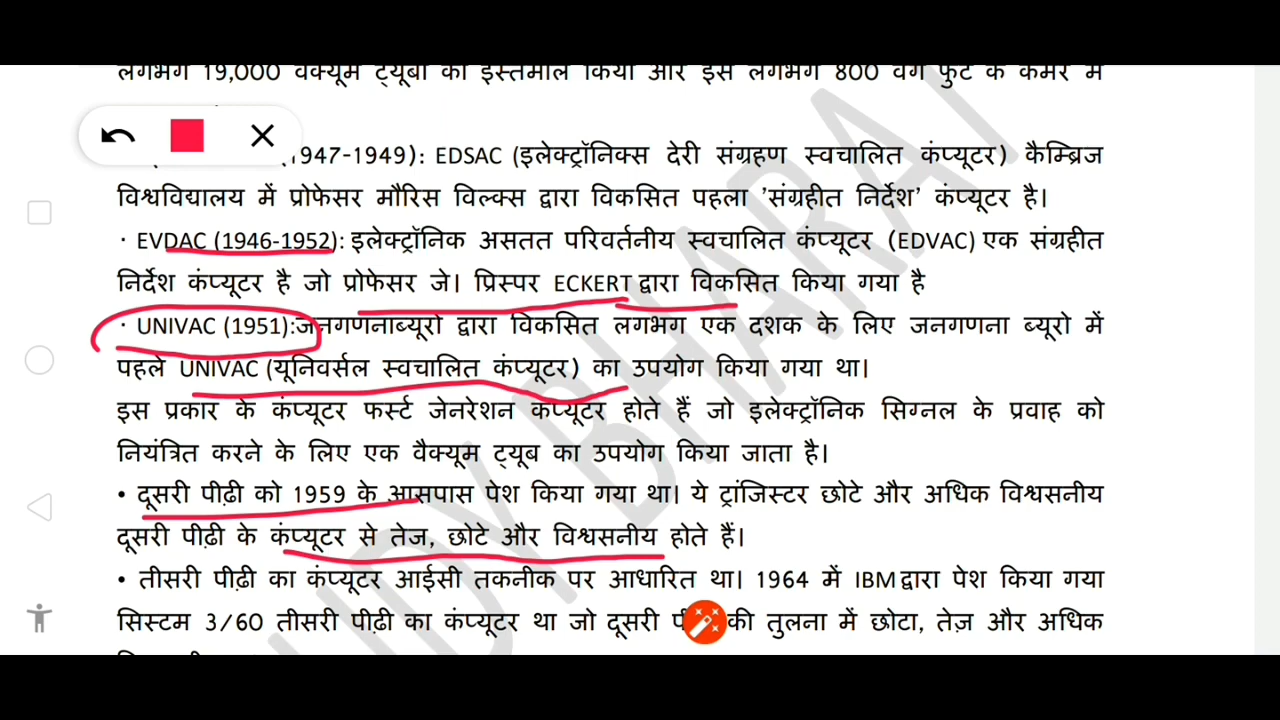 लगभग 19,000 वैक्यूम ट्यूबों का इस्तेमाल किया और इसे लगभग 800 वर्ग फुट के कमरे में
1947-1949): EDSAC (इलेक्ट्रॉनिक्स देरी संग्रहण स्वचालित कंप्यूटर) कैम्ब्रिज
विश्वविद्यालय में प्रोफेसर मौरिस विल्क्स द्वारा विकसित पहला 'संग्रहीत निर्देश' कंप्यूटर है।
· EVDAC (1946-1952): इलेक्ट्रॉनिक असतत परिवर्तनीय स्वचालित कंप्यूटर (EDVAC) एक संग्रहीत
निर्देश कंप्यूटर है जो प्रोफेसर जे। प्रिस्पर ECKERT द्वारा विकसित किया गया है
· UNIVAC (1951):जनगणनाब्यूरो द्वारा विकसित लगभग एक दशक के लिए जनगणना ब्यूरो में
पहले UNIVAC (यूनिवर्सल स्वचालित कंप्यूटर) का उपयोग किया गया था।
इस प्रकार के कंप्यूटर फर्स्ट जेनरेशन कंप्यूटर होते हैं जो इलेक्ट्रॉनिक सिग्नल के प्रवाह को
नियंत्रित करने के लिए एक वैक्यूम ट्यूब का उपयोग किया जाता है।
• दूसरी पीढ़ी को 1959 के आसपास पेश किया गया था। ये ट्रांजिस्टर छोटे और अधिक विश्वसनीय
दूसरी पीढ़ी के कंप्यूटर से तेज, छोटे और विश्वसनीय होते हैं।
• तीसरी पीढ़ी का कंप्यूटर आईसी तकनीक पर आधारित था। 1964 में IBM द्वारा पेश किया गया
सिस्टम 3/60 तीसरी पीढ़ी का कंप्यूटर था जो दूसरी की तुलना में छोटा, तेज़ और अधिक